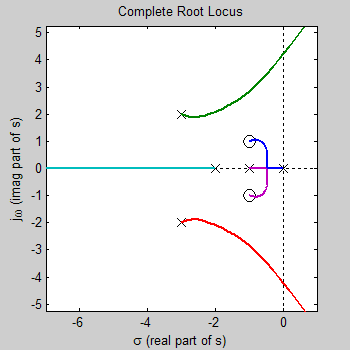 Complete Root Locus
5
4
3
2
1
0
-1
-2
-3
-4
-5
jω (imag part of s)
-6 -4 -2 0
σ (real part of s)